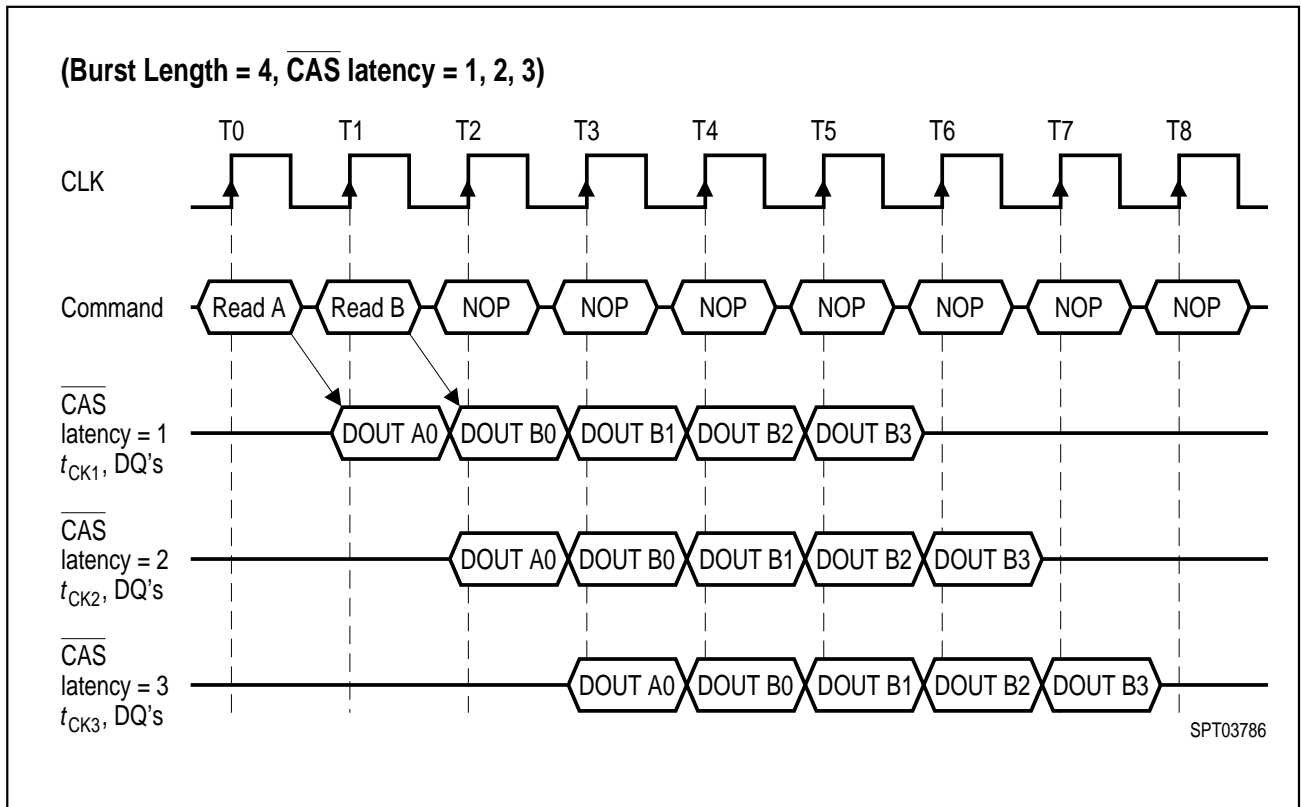 (Burst Length = 4, CAS latency = 1, 2, 3)
T0 T1 T2 T3 T4 T5 T6 T7 T8
CLK
Command Read A Read B NOP NOP NOP NOP NOP NOP NOP
CAS
latency = 1
tCK1, DQ's
DOUT A0 DOUT B0 DOUT B1 DOUT B2 DOUT B3
CAS
latency = 2
tCK2, DQ's
DOUT A0 DOUT B0 DOUT B1 DOUT B2 DOUT B3
CAS
latency = 3
tCK3, DQ's
DOUT A0 DOUT B0 DOUT B1 DOUT B2 DOUT B3
SPT03786